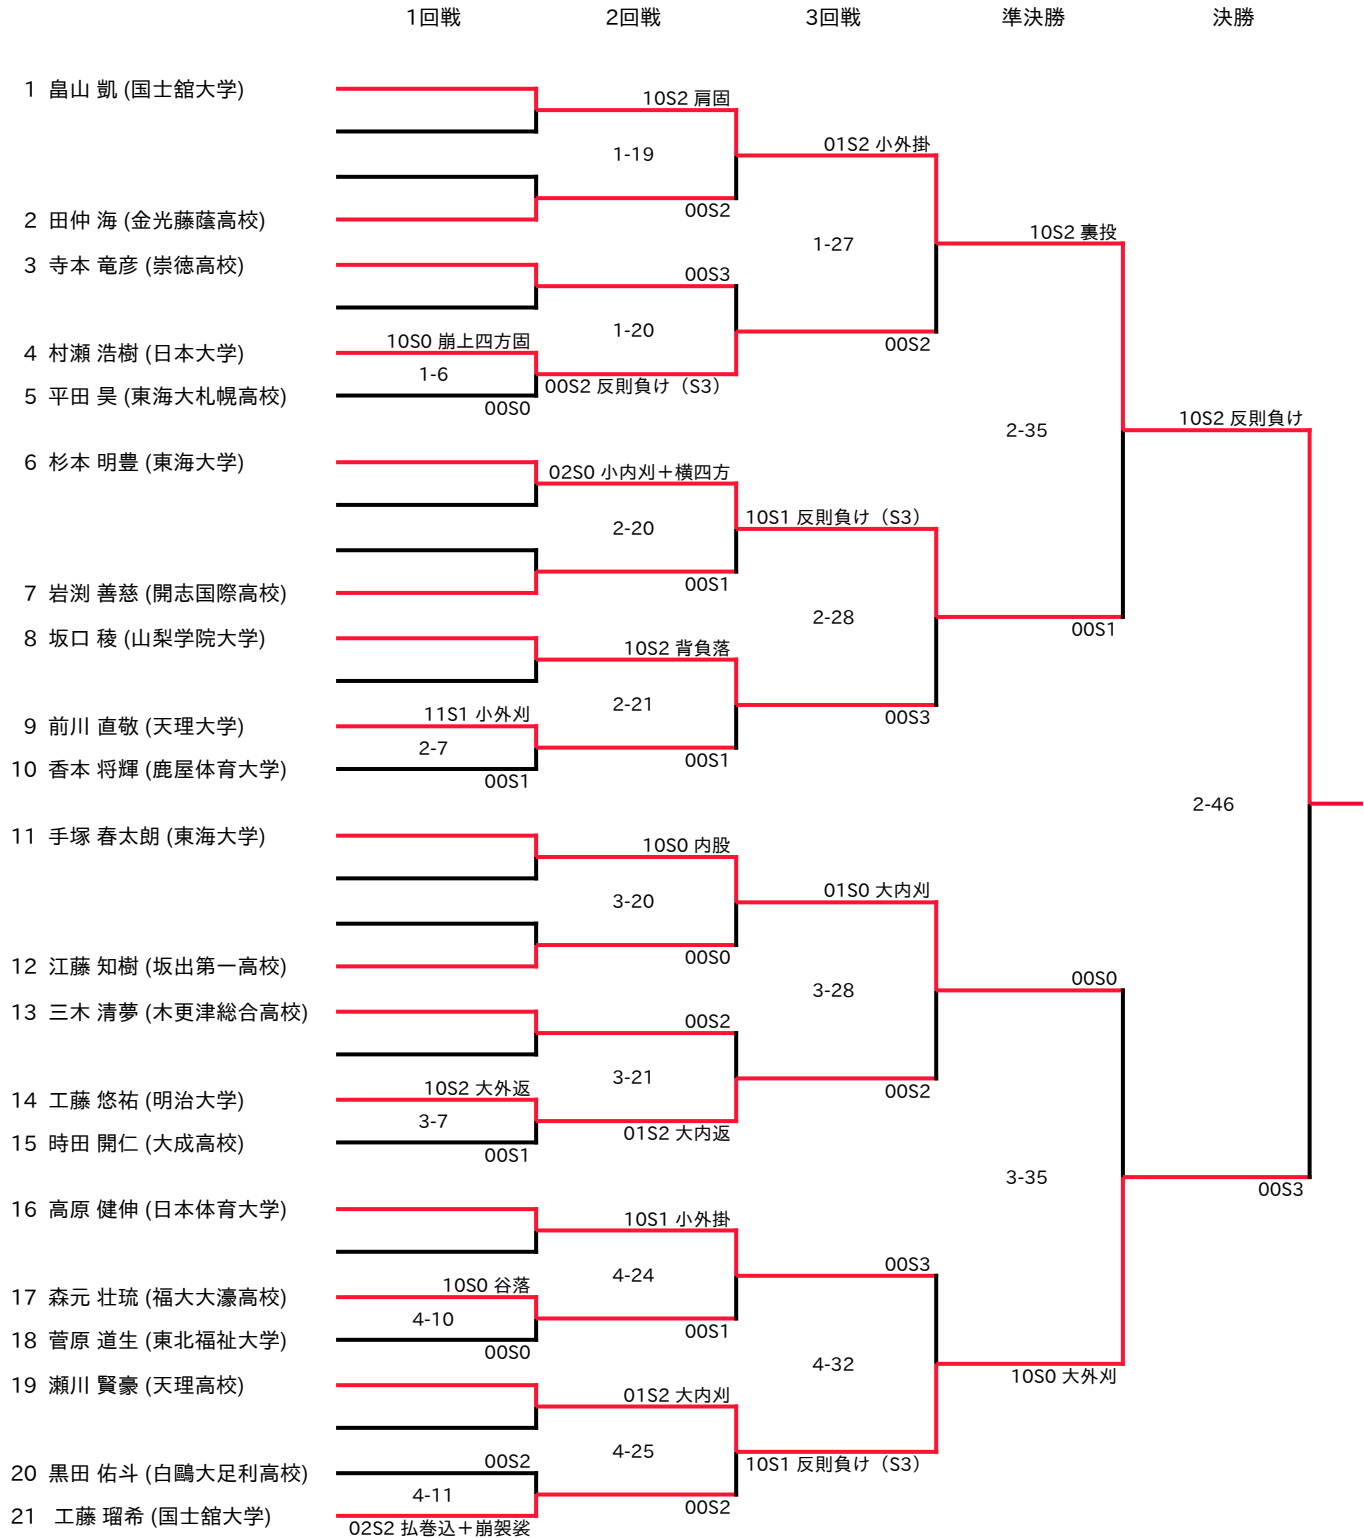 1回戦 2回戦 3回戦 準決勝 決勝
1 畠山 凱 (国士舘大学)
10S2 肩固
01S2 小外掛
1-19
2 田仲 海 (金光藤蔭高校)
00S2
10S2 裏投
1-27
3 寺本 竜彦 (崇徳高校)
00S3
1-20
00S2
4 村瀬 浩樹 (日本大学)
10S0 崩上四方固
1-6
00S2 反則負け（S3）
5 平田 昊 (東海大札幌高校)
00S0
2-35
10S2 反則負け
6 杉本 明豊 (東海大学)
02S0 小内刈＋横四方
10S1 反則負け（S3）
2-20
00S1
7 岩渕 善慈 (開志国際高校)
2-28
00S1
8 坂口 稜 (山梨学院大学)
10S2 背負落
2-21
00S3
9 前川 直敬 (天理大学)
11S1 小外刈
2-7
00S1
10 香本 将輝 (鹿屋体育大学)
00S1
2-46
11 手塚 春太朗 (東海大学)
10S0 内股
01S0 大内刈
3-20
00S0
12 江藤 知樹 (坂出第一高校)
00S0
3-28
13 三木 清夢 (木更津総合高校)
00S2
3-21
00S2
14 工藤 悠祐 (明治大学)
10S2 大外返
3-7
01S2 大内返
15 時田 開仁 (大成高校)
00S1
3-35
00S3
16 高原 健伸 (日本体育大学)
10S1 小外掛
00S3
4-24
17 森元 壮琉 (福大大濠高校)
10S0 谷落
4-10
00S1
18 菅原 道生 (東北福祉大学)
00S0
4-32
10S0 大外刈
19 瀬川 賢豪 (天理高校)
01S2 大内刈
4-25
10S1 反則負け（S3）
20 黒田 佑斗 (白鷗大足利高校)
00S2
4-11
00S2
21 工藤 瑠希 (国士舘大学)
02S2 払巻込＋崩袈裟